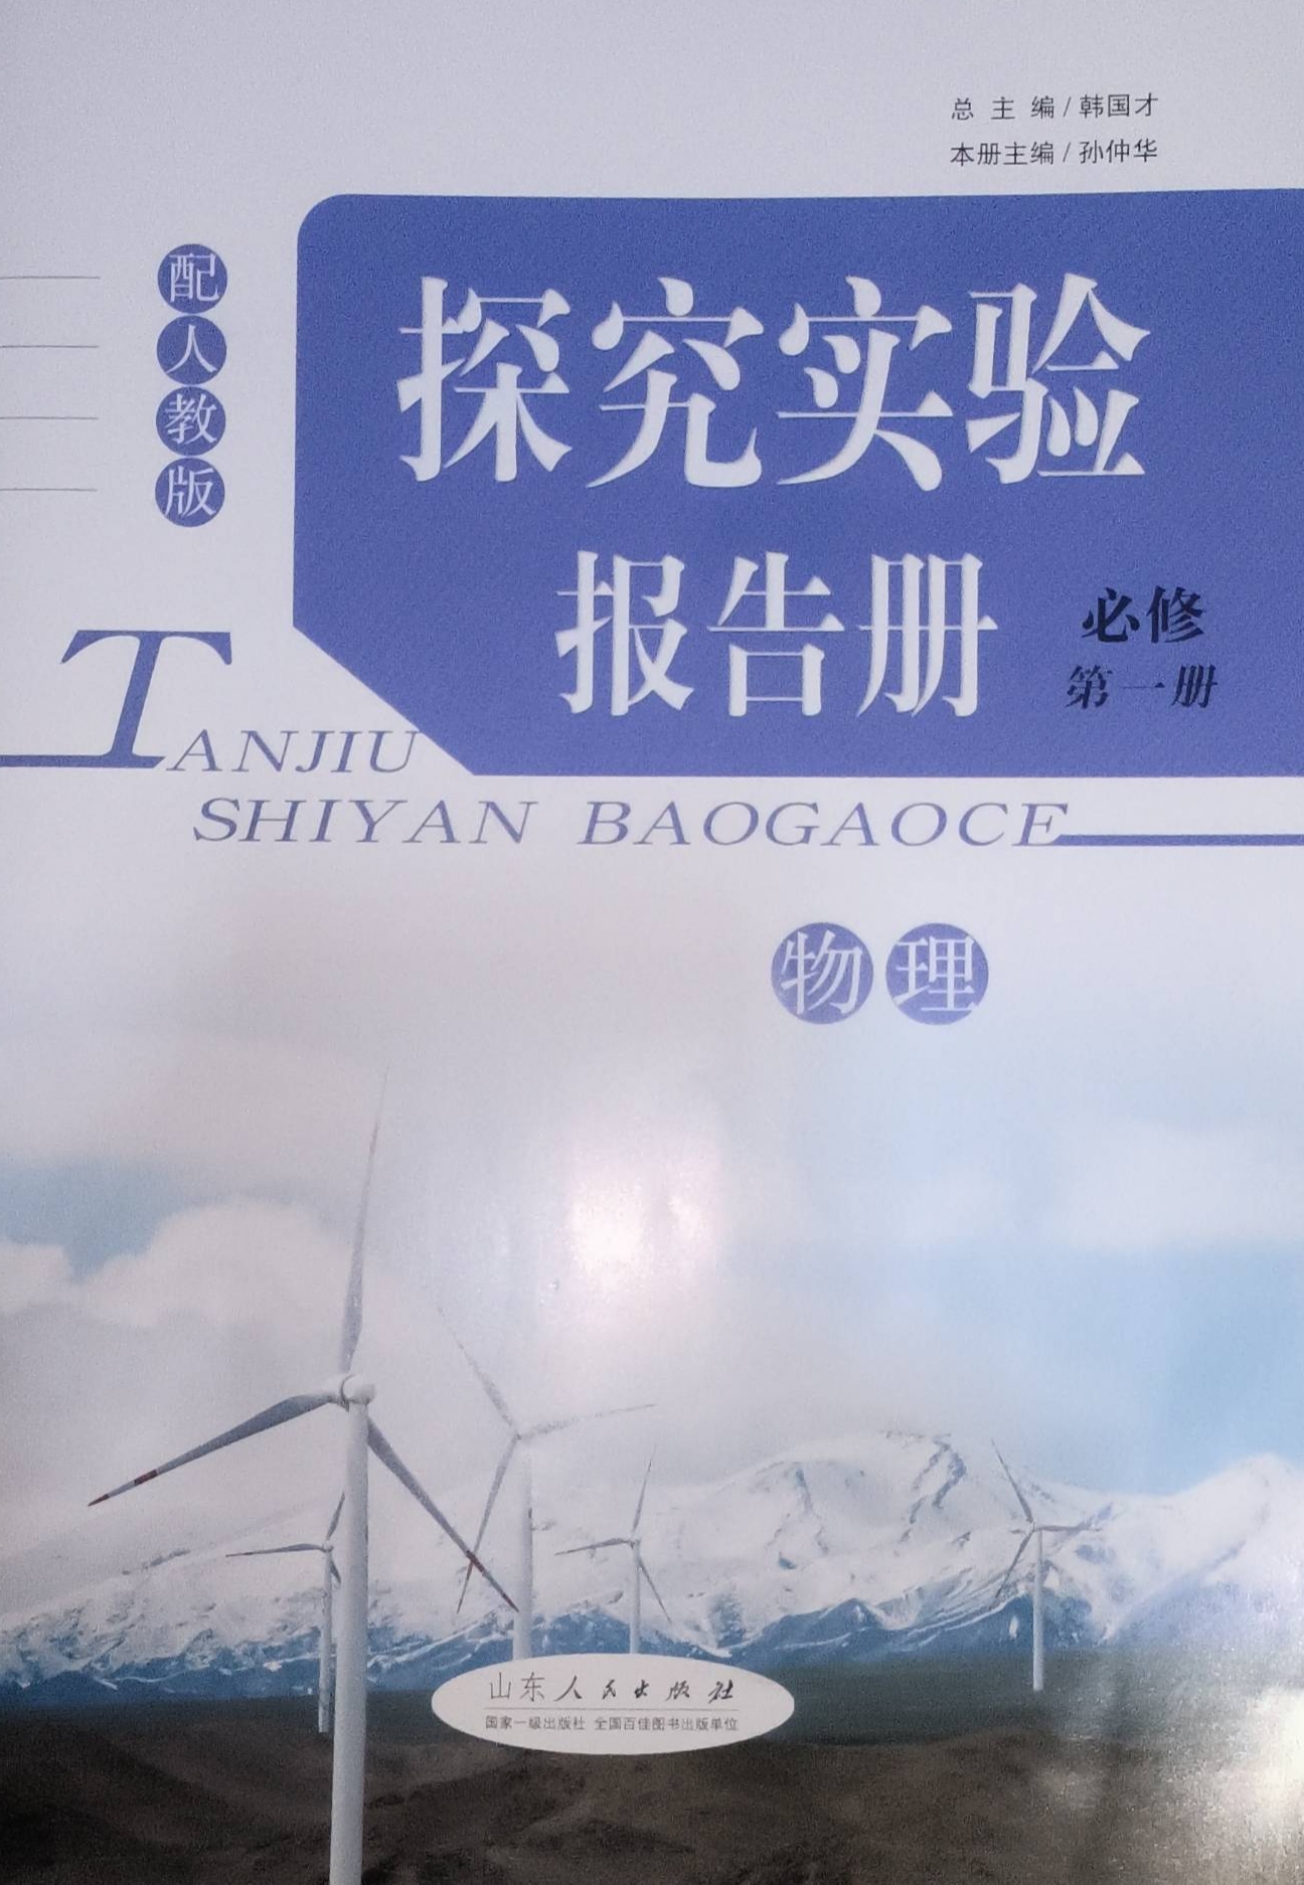 总 主 编/韩国才
本册主编/孙仲华
配人教版
探究实验
报告册
必修
第一册
TANJIU
SHIYAN BAOGAOCE
物理
山东人民出版社
国家一级出版社 全国百佳图书出版单位